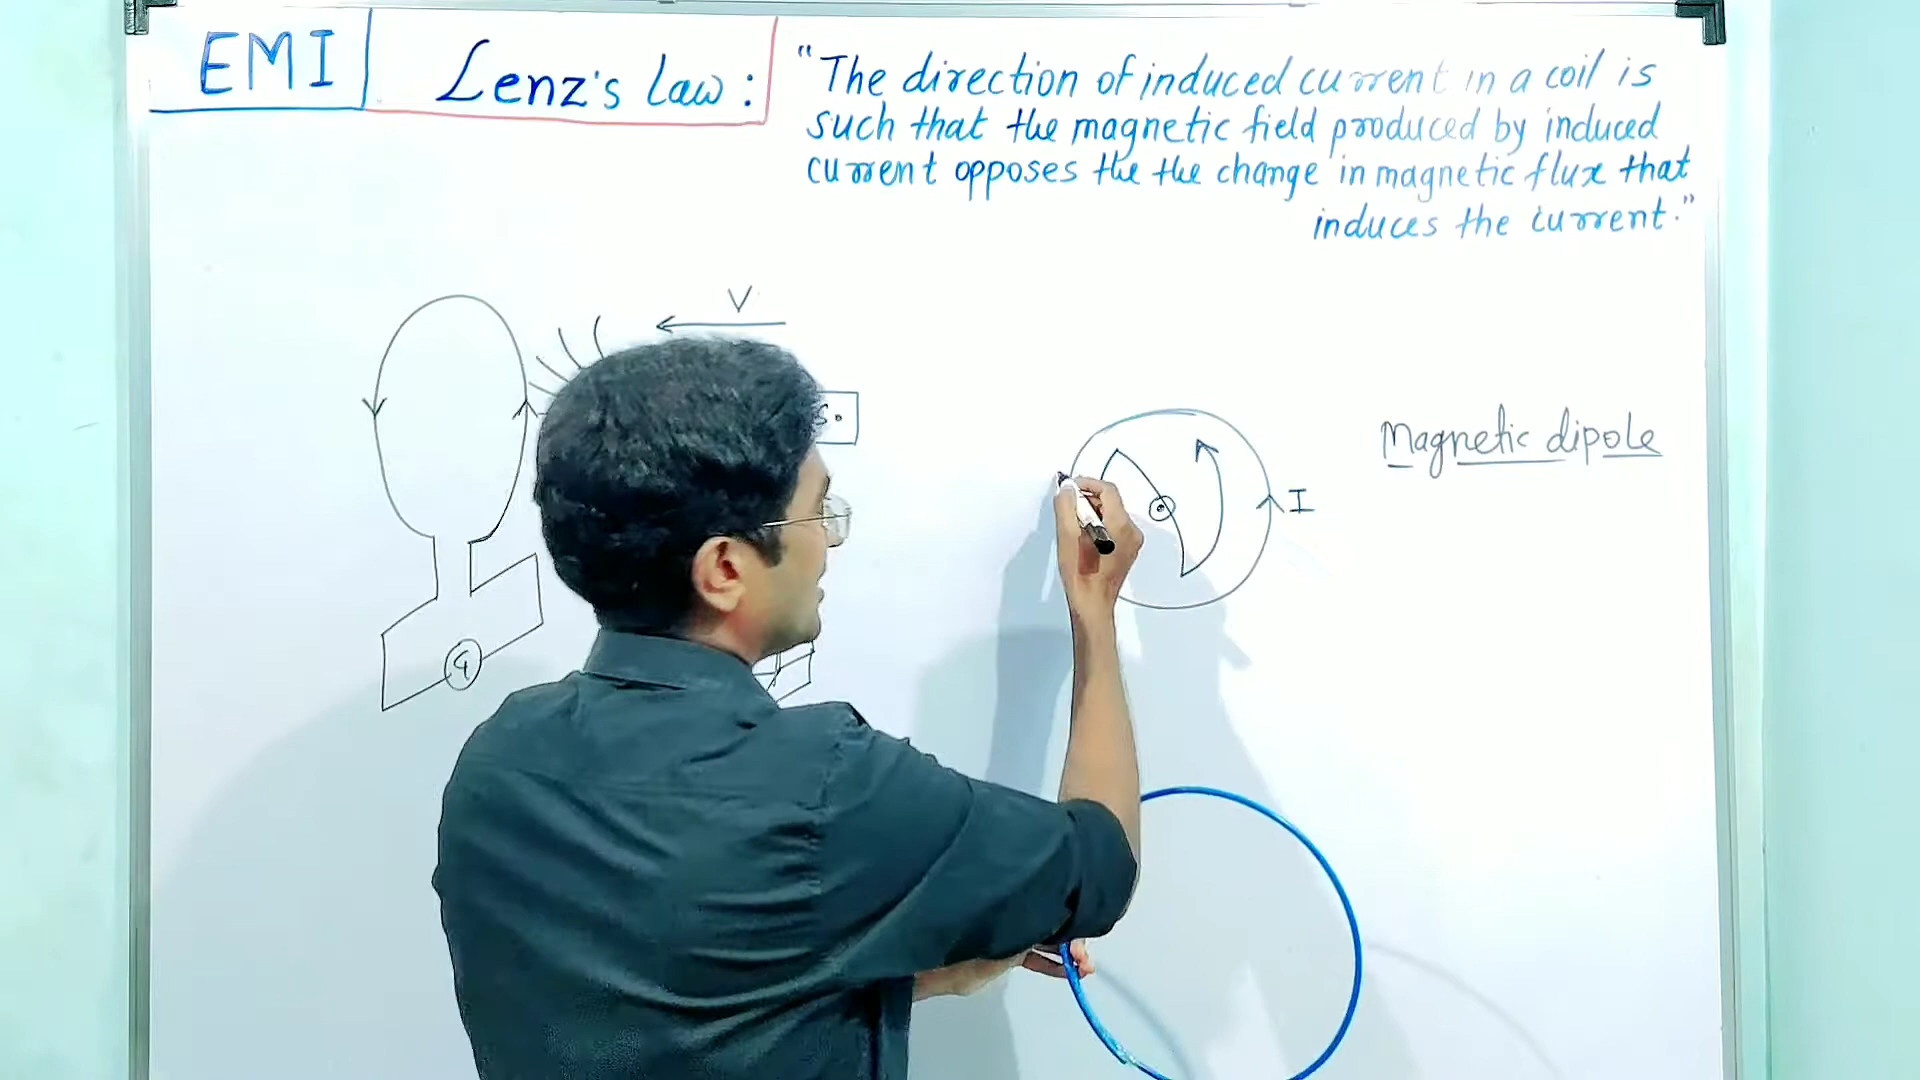 EMI
Lenz's law:
"The direction of induced current in a coil is
such that the magnetic field produced by induced
current opposes the the change in magnetic flux that
induces the current."
V
S
I
Magnetic dipole
G